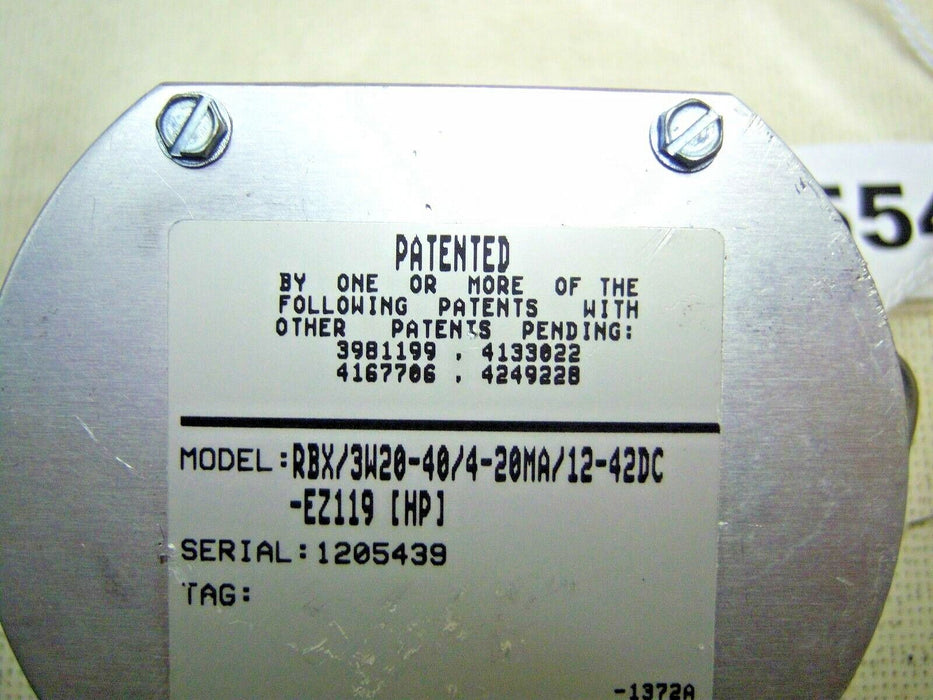 PATENTED
BY ONE OR MORE OF THE
FOLLOWING PATENTS WITH
OTHER PATENTS PENDING:
3981199 , 4133022
4167706 , 4249228
MODEL:RBX/3W20-40/4-20MA/12-42DC
-EZ119 [HP]
SERIAL:1205439
TAG:
-1372A
554